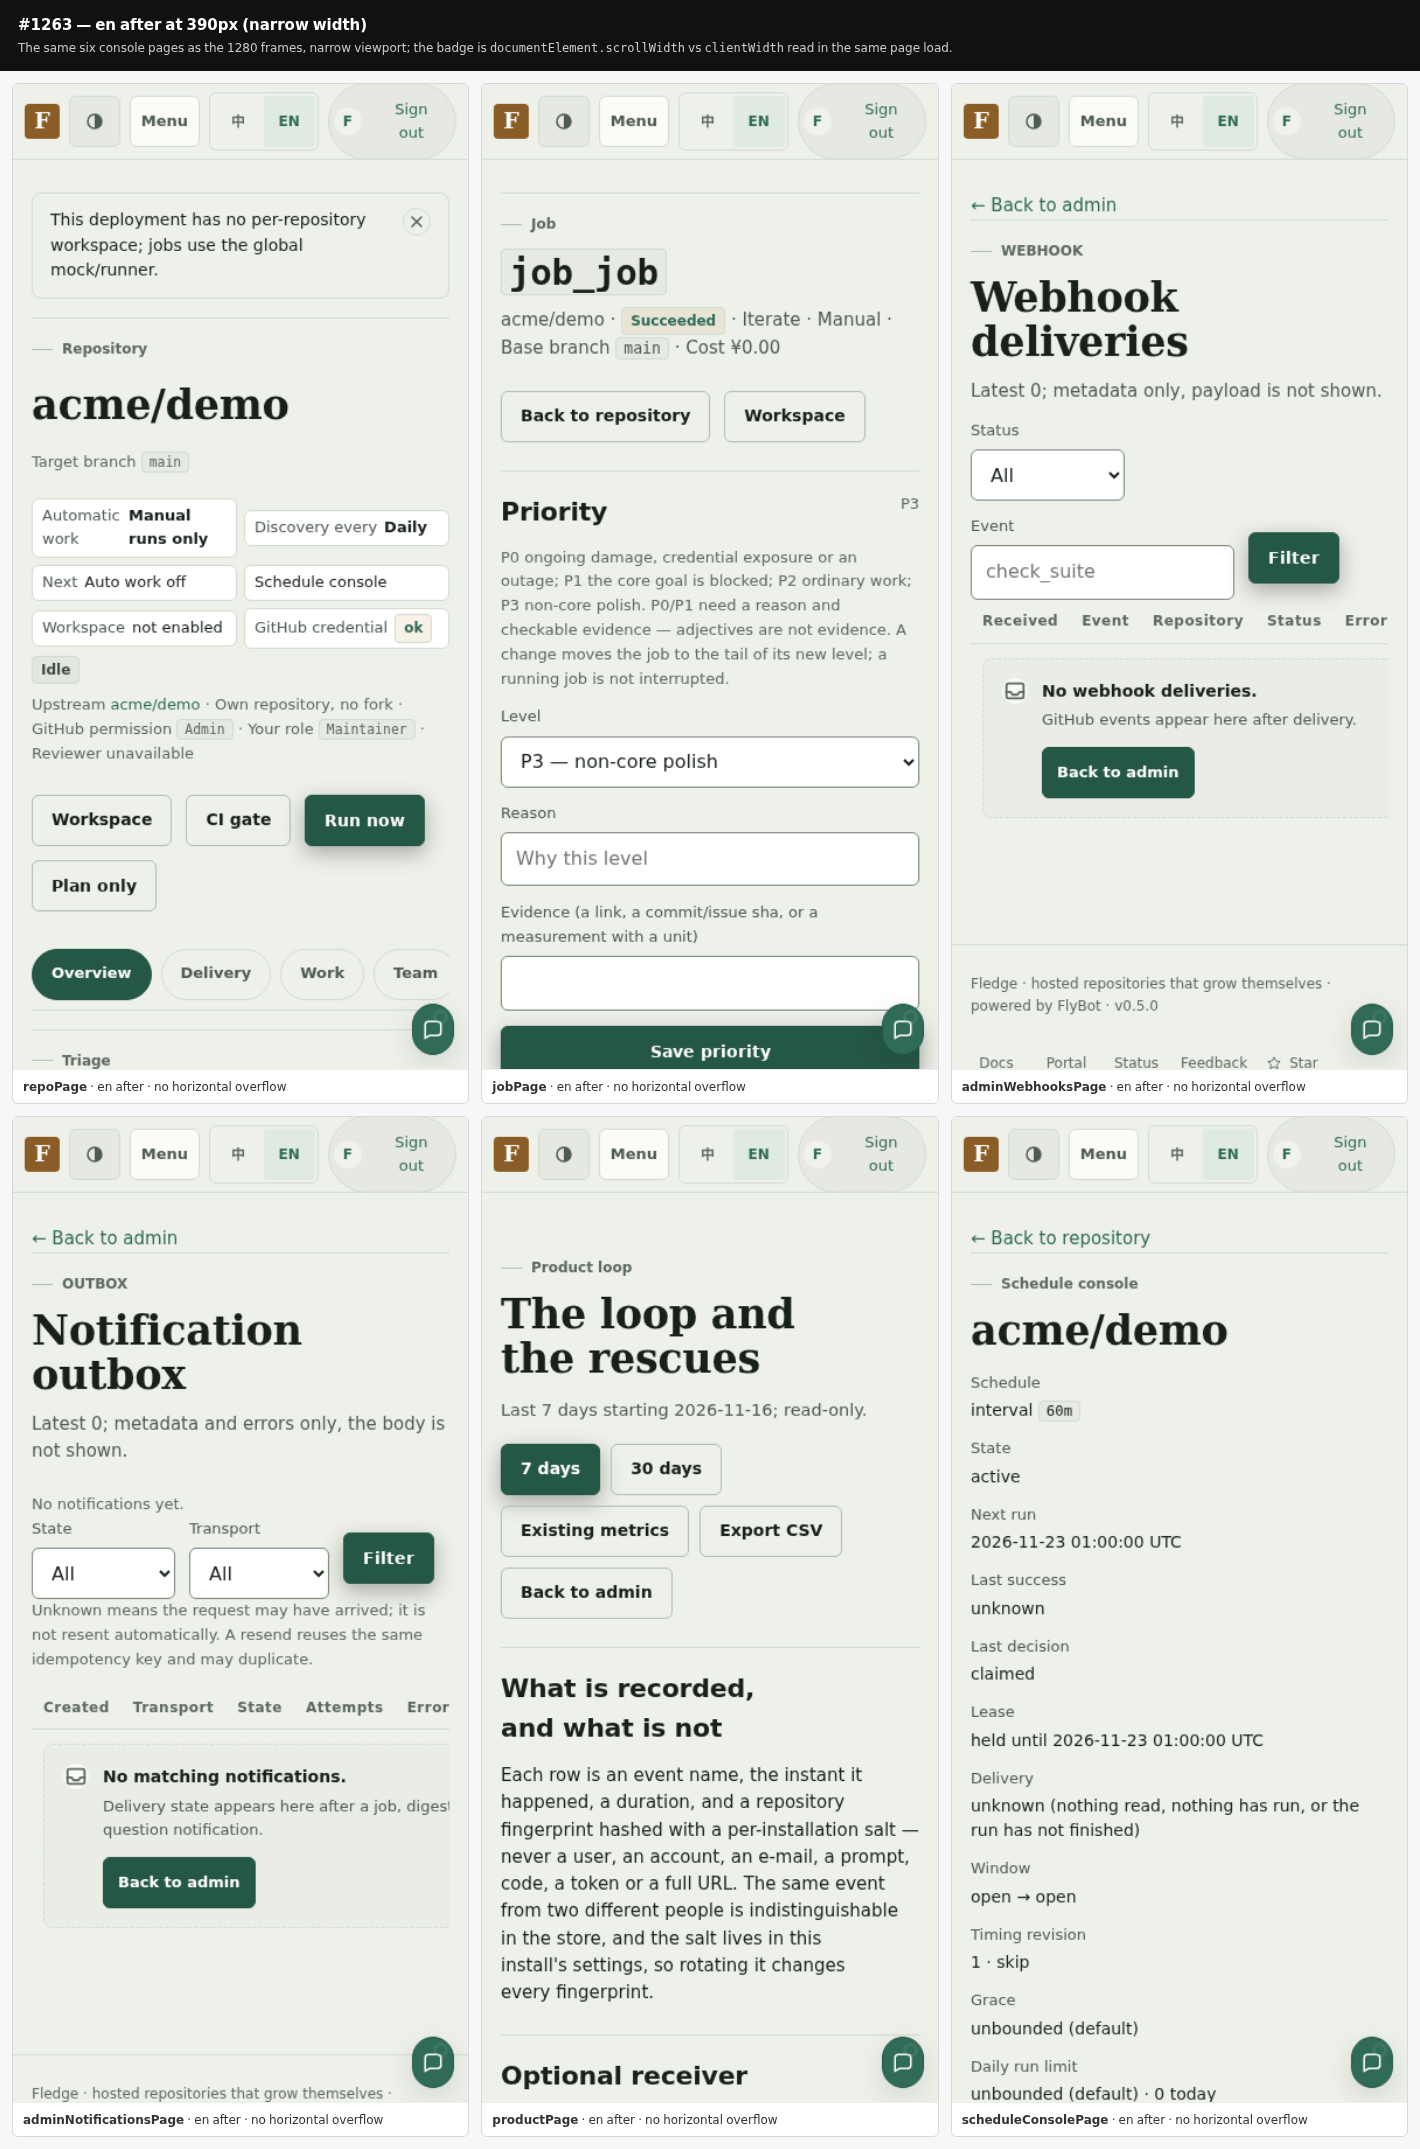 #1263 — en after at 390px (narrow width)
The same six console pages as the 1280 frames, narrow viewport; the badge is documentElement.scrollWidth vs clientWidth read in the same page load.
F Menu 中 EN F Sign out
This deployment has no per-repository
workspace; jobs use the global
mock/runner.
Repository
acme/demo
Target branch main
Automatic work Manual runs only
Discovery every Daily
Next Auto work off
Schedule console
Workspace not enabled
GitHub credential ok
Idle
Upstream acme/demo · Own repository, no fork ·
GitHub permission Admin · Your role Maintainer ·
Reviewer unavailable
Workspace CI gate Run now
Plan only
Overview Delivery Work Team
Triage
repoPage · en after · no horizontal overflow
F Menu 中 EN F Sign out
Job
job_job
acme/demo · Succeeded · Iterate · Manual ·
Base branch main · Cost ¥0.00
Back to repository Workspace
Priority P3
P0 ongoing damage, credential exposure or an
outage; P1 the core goal is blocked; P2 ordinary work;
P3 non-core polish. P0/P1 need a reason and
checkable evidence — adjectives are not evidence. A
change moves the job to the tail of its new level; a
running job is not interrupted.
Level
P3 — non-core polish
Reason
Why this level
Evidence (a link, a commit/issue sha, or a
measurement with a unit)
Save priority
jobPage · en after · no horizontal overflow
F Menu 中 EN F Sign out
← Back to admin
WEBHOOK
Webhook
deliveries
Latest 0; metadata only, payload is not shown.
Status
All
Event
check_suite Filter
Received Event Repository Status Error
No webhook deliveries.
GitHub events appear here after delivery.
Back to admin
Fledge · hosted repositories that grow themselves ·
powered by FlyBot · v0.5.0
Docs Portal Status Feedback Star
adminWebhooksPage · en after · no horizontal overflow
F Menu 中 EN F Sign out
← Back to admin
OUTBOX
Notification
outbox
Latest 0; metadata and errors only, the body is
not shown.
No notifications yet.
State Transport
All All Filter
Unknown means the request may have arrived; it is
not resent automatically. A resend reuses the same
idempotency key and may duplicate.
Created Transport State Attempts Error
No matching notifications.
Delivery state appears here after a job, digest
question notification.
Back to admin
Fledge · hosted repositories that grow themselves ·
adminNotificationsPage · en after · no horizontal overflow
F Menu 中 EN F Sign out
Product loop
The loop and
the rescues
Last 7 days starting 2026-11-16; read-only.
7 days 30 days
Existing metrics Export CSV
Back to admin
What is recorded,
and what is not
Each row is an event name, the instant it
happened, a duration, and a repository
fingerprint hashed with a per-installation salt —
never a user, an account, an e-mail, a prompt,
code, a token or a full URL. The same event
from two different people is indistinguishable
in the store, and the salt lives in this
install's settings, so rotating it changes
every fingerprint.
Optional receiver
productPage · en after · no horizontal overflow
F Menu 中 EN F Sign out
← Back to repository
Schedule console
acme/demo
Schedule
interval 60m
State
active
Next run
2026-11-23 01:00:00 UTC
Last success
unknown
Last decision
claimed
Lease
held until 2026-11-23 01:00:00 UTC
Delivery
unknown (nothing read, nothing has run, or the
run has not finished)
Window
open → open
Timing revision
1 · skip
Grace
unbounded (default)
Daily run limit
unbounded (default) · 0 today
scheduleConsolePage · en after · no horizontal overflow